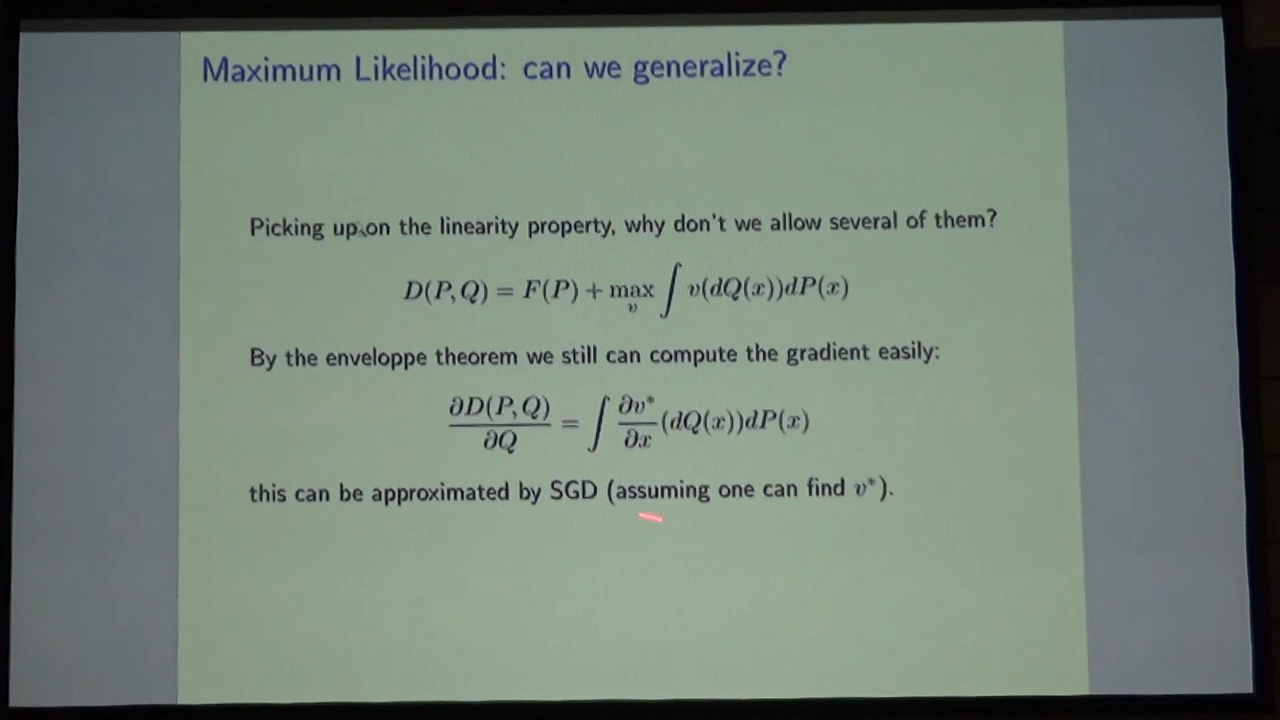 Maximum Likelihood: can we generalize?
Picking up on the linearity property, why don't we allow several of them?
D(P, Q) = F(P) + max_v ∫ v(dQ(x))dP(x)
By the enveloppe theorem we still can compute the gradient easily:
∂D(P, Q)/∂Q = ∫ ∂v*/∂x (dQ(x))dP(x)
this can be approximated by SGD (assuming one can find v*).